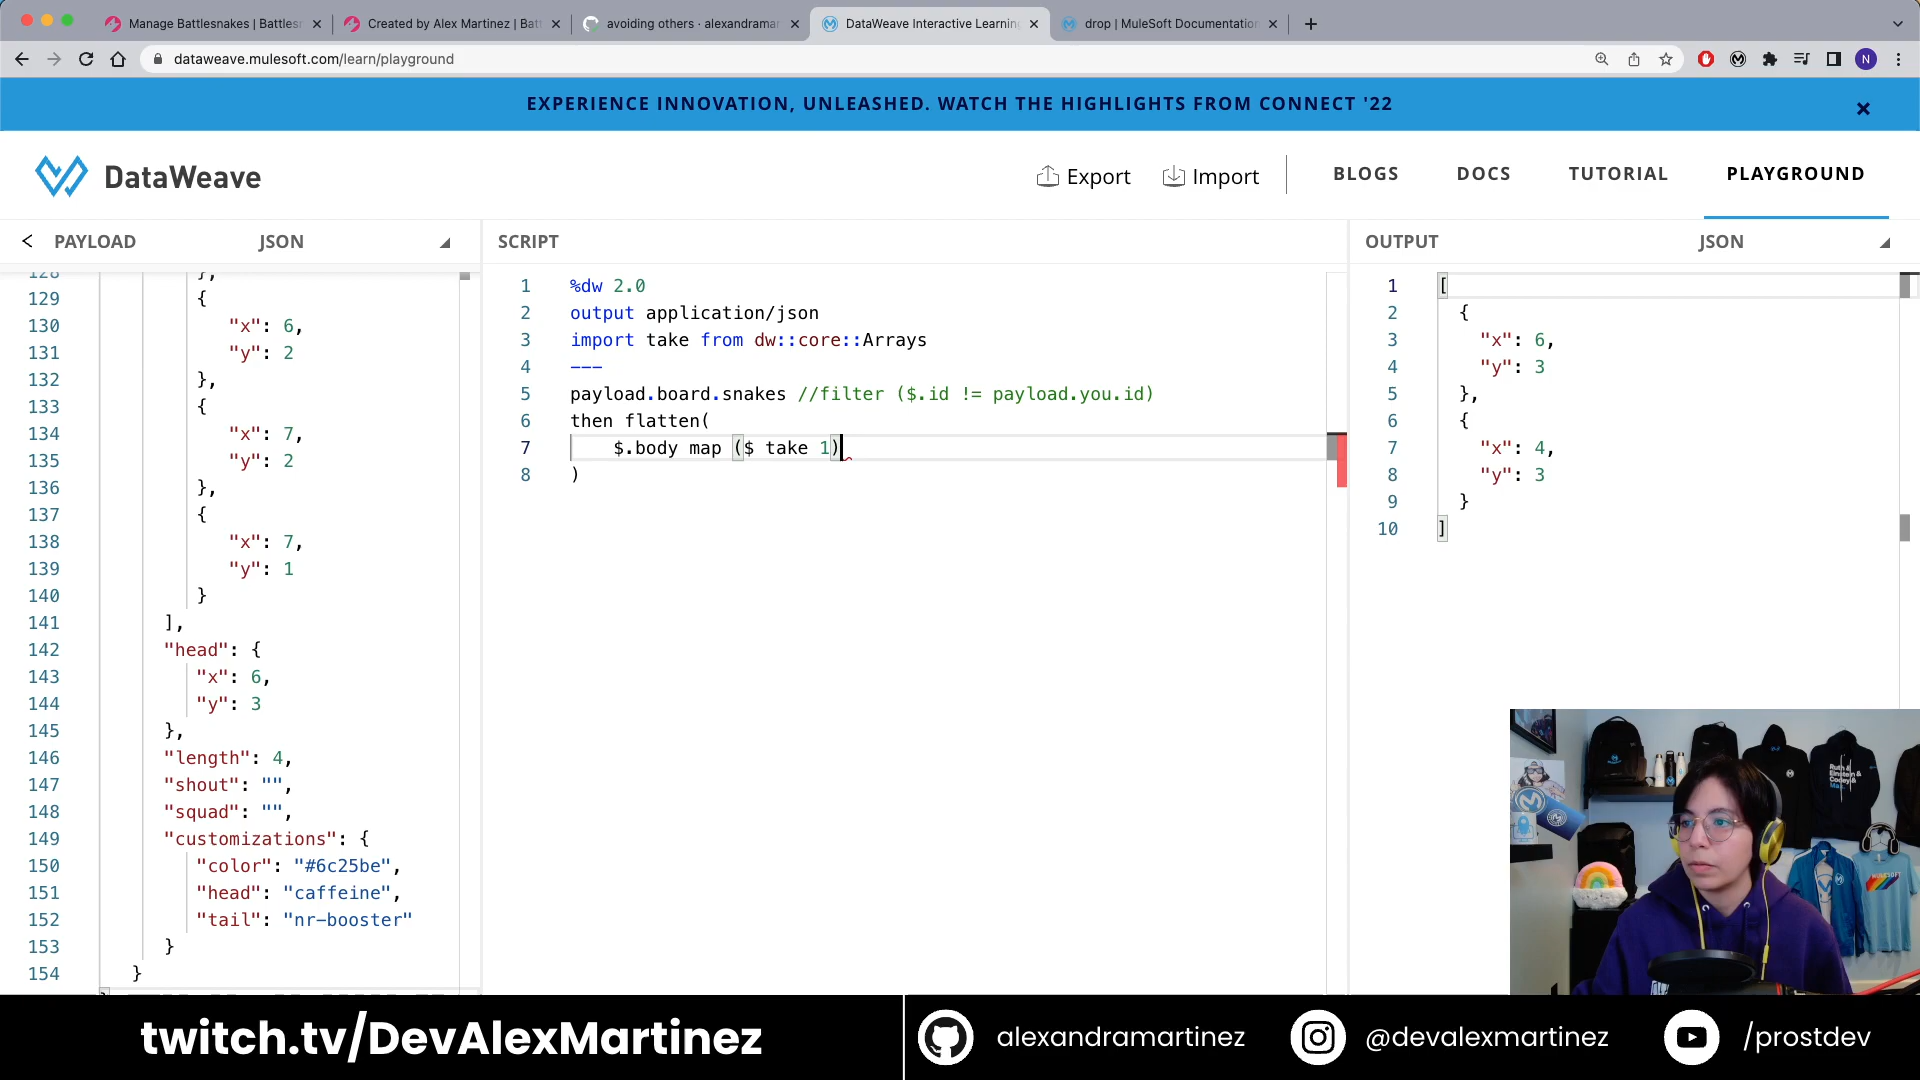 Manage Battlesnakes | Battlesn
Created by Alex Martinez | Batt
avoiding others · alexandramar
DataWeave Interactive Learning
drop | MuleSoft Documentation
dataweave.mulesoft.com/learn/playground
N
EXPERIENCE INNOVATION, UNLEASHED. WATCH THE HIGHLIGHTS FROM CONNECT '22
DataWeave
Export
Import
BLOGS
DOCS
TUTORIAL
PLAYGROUND
PAYLOAD
JSON
128 },
129 {
130 "x": 6,
131 "y": 2
132 },
133 {
134 "x": 7,
135 "y": 2
136 },
137 {
138 "x": 7,
139 "y": 1
140 }
141 ],
142 "head": {
143 "x": 6,
144 "y": 3
145 },
146 "length": 4,
147 "shout": "",
148 "squad": "",
149 "customizations": {
150 "color": "#6c25be",
151 "head": "caffeine",
152 "tail": "nr-booster"
153 }
154 }
SCRIPT
1 %dw 2.0
2 output application/json
3 import take from dw::core::Arrays
4 ---
5 payload.board.snakes //filter ($.id != payload.you.id)
6 then flatten(
7 $.body map ($ take 1)
8 )
OUTPUT
JSON
1 [
2 {
3 "x": 6,
4 "y": 3
5 },
6 {
7 "x": 4,
8 "y": 3
9 }
10 ]
twitch.tv/DevAlexMartinez
alexandramartinez
@devalexmartinez
/prostdev